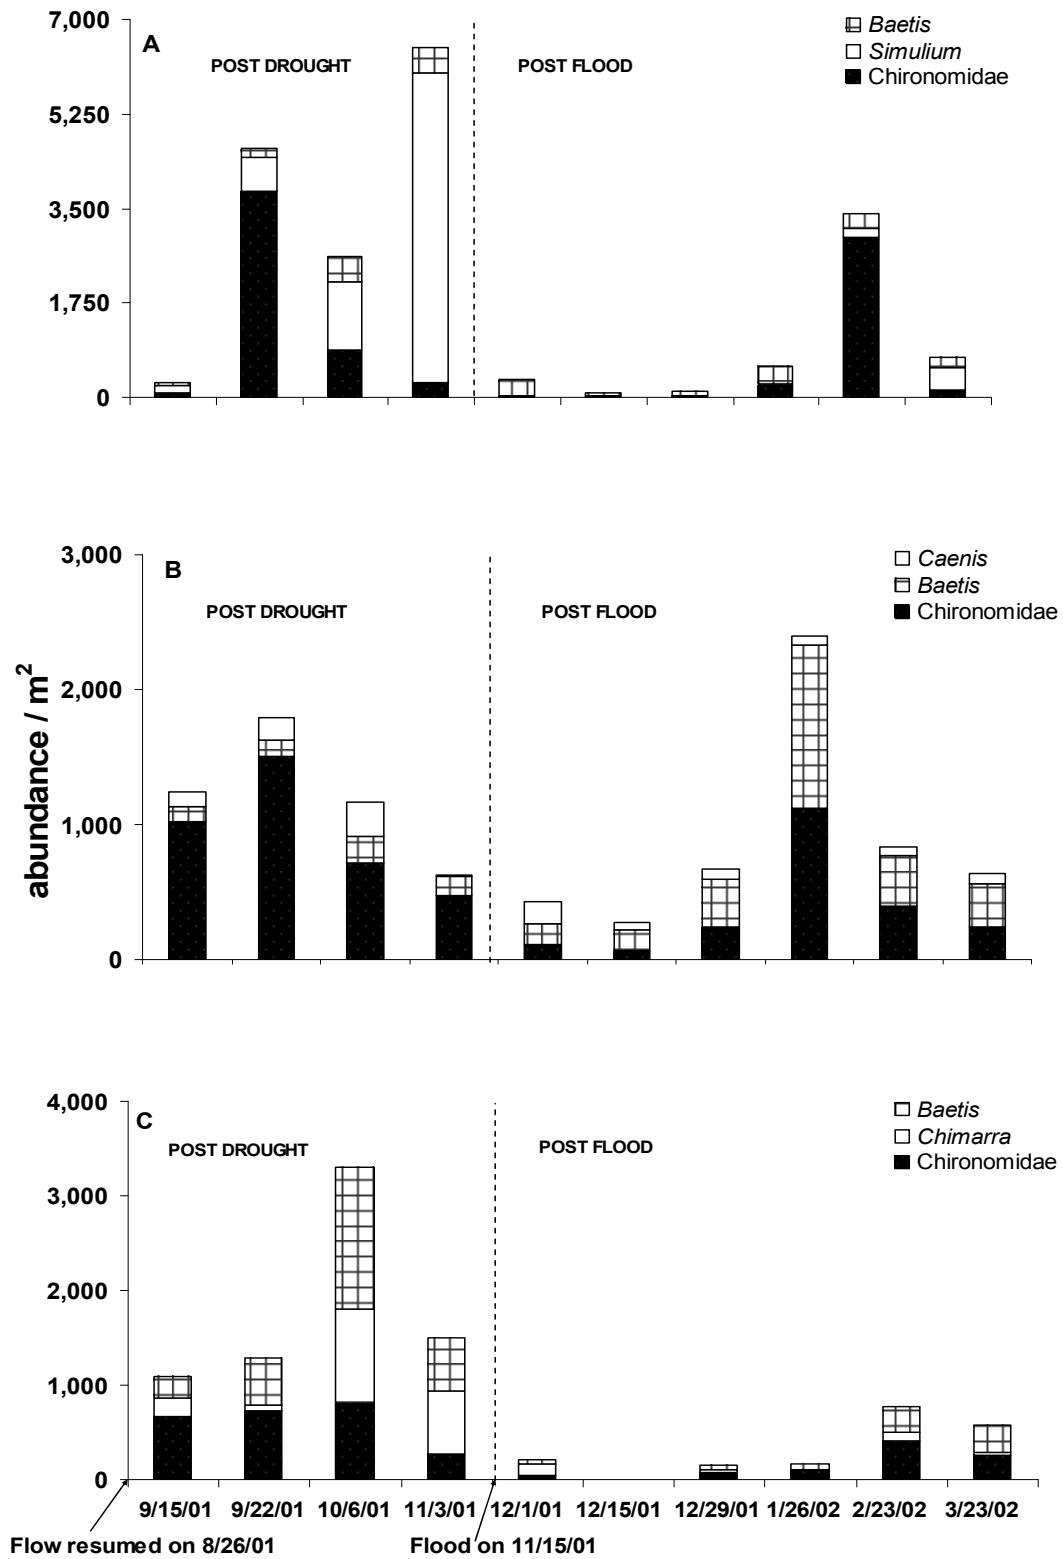 7,000
A
POST DROUGHT
POST FLOOD
Baetis
Simulium
Chironomidae
5,250
3,500
1,750
0
3,000
B
POST DROUGHT
POST FLOOD
Caenis
Baetis
Chironomidae
2,000
1,000
0
abundance / m²
4,000
C
POST DROUGHT
POST FLOOD
Baetis
Chimarra
Chironomidae
3,000
2,000
1,000
0
9/15/01 9/22/01 10/6/01 11/3/01 12/1/01 12/15/01 12/29/01 1/26/02 2/23/02 3/23/02
Flow resumed on 8/26/01 Flood on 11/15/01